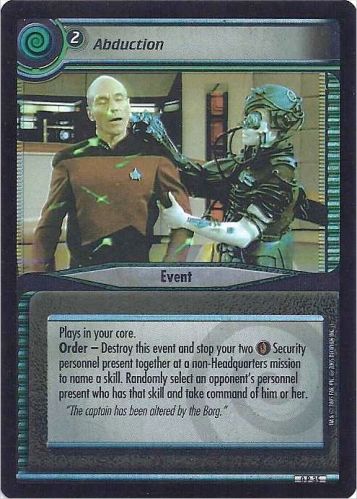 2 Abduction
Event
Plays in your core.
Order – Destroy this event and stop your two Security
personnel present together at a non-Headquarters mission
to name a skill. Randomly select an opponent's personnel
present who has that skill and take command of him or her.
"The captain has been altered by the Borg."